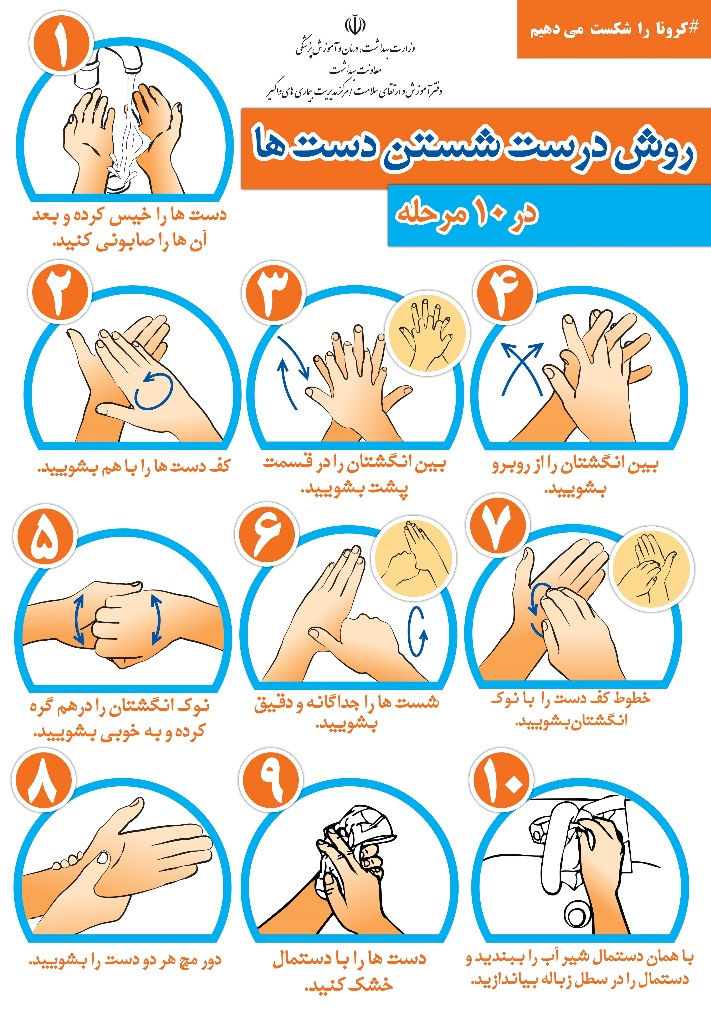 #کرونا را شکست می دهیم
وزارت بهداشت، درمان و آموزش پزشکی
معاونت بهداشت
دفتر آموزش و ارتقای سلامت / مرکز مدیریت بیماری های واگیر
روش درست شستن دست ها
در ۱۰ مرحله
۱
دست ها را خیس کرده و بعد
آن ها را صابونی کنید.
۲
کف دست ها را با هم بشویید.
۳
بین انگشتان را در قسمت
پشت بشویید.
۴
بین انگشتان را از روبرو
بشویید.
۵
نوک انگشتان را درهم گره
کرده و به خوبی بشویید.
۶
شست ها را جداگانه و دقیق
بشویید.
۷
خطوط کف دست را با نوک
انگشتان بشویید.
۸
دور مچ هر دو دست را بشویید.
۹
دست ها را با دستمال
خشک کنید.
۱۰
با همان دستمال شیر آب را ببندید و
دستمال را در سطل زباله بیاندازید.